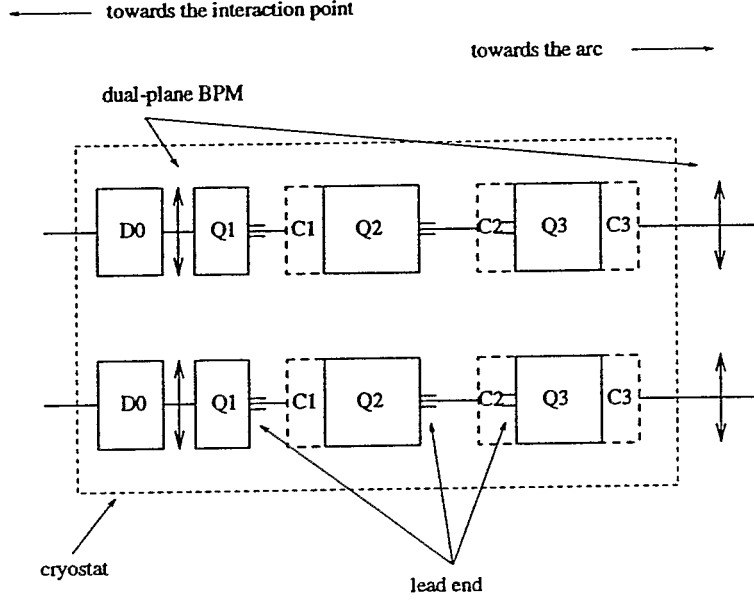 towards the interaction point
towards the arc
dual-plane BPM
D0 Q1 C1 Q2 C2 Q3 C3
D0 Q1 C1 Q2 C2 Q3 C3
cryostat
lead end